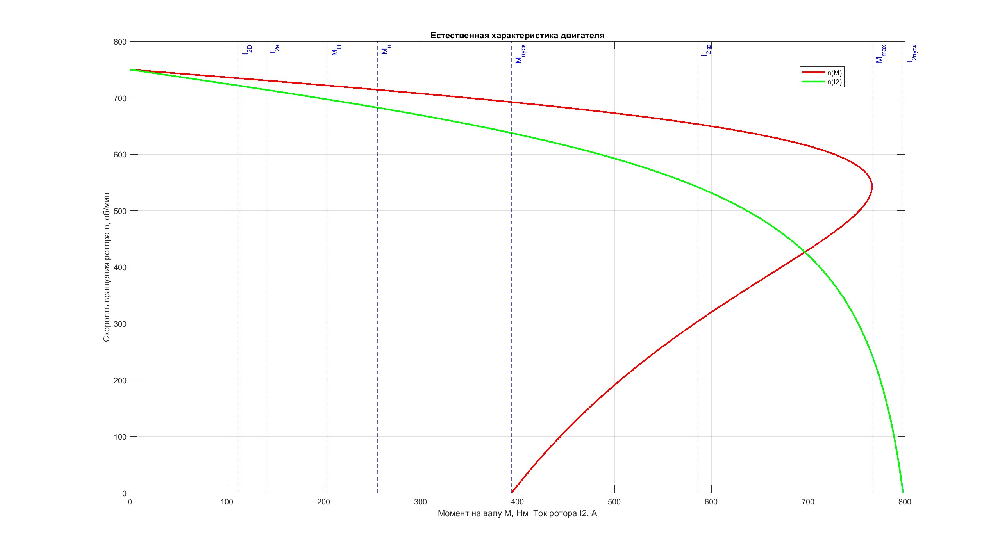 Естественная характеристика двигателя
800
700
600
500
400
300
200
100
0
Скорость вращения ротора n, об/мин
I2D
I2н
MD
Mн
Mпуск
I2кр
Mmax
I2пуск
n(M)
n(I2)
0
100
200
300
400
500
600
700
800
Момент на валу М, Нм  Ток ротора I2, А